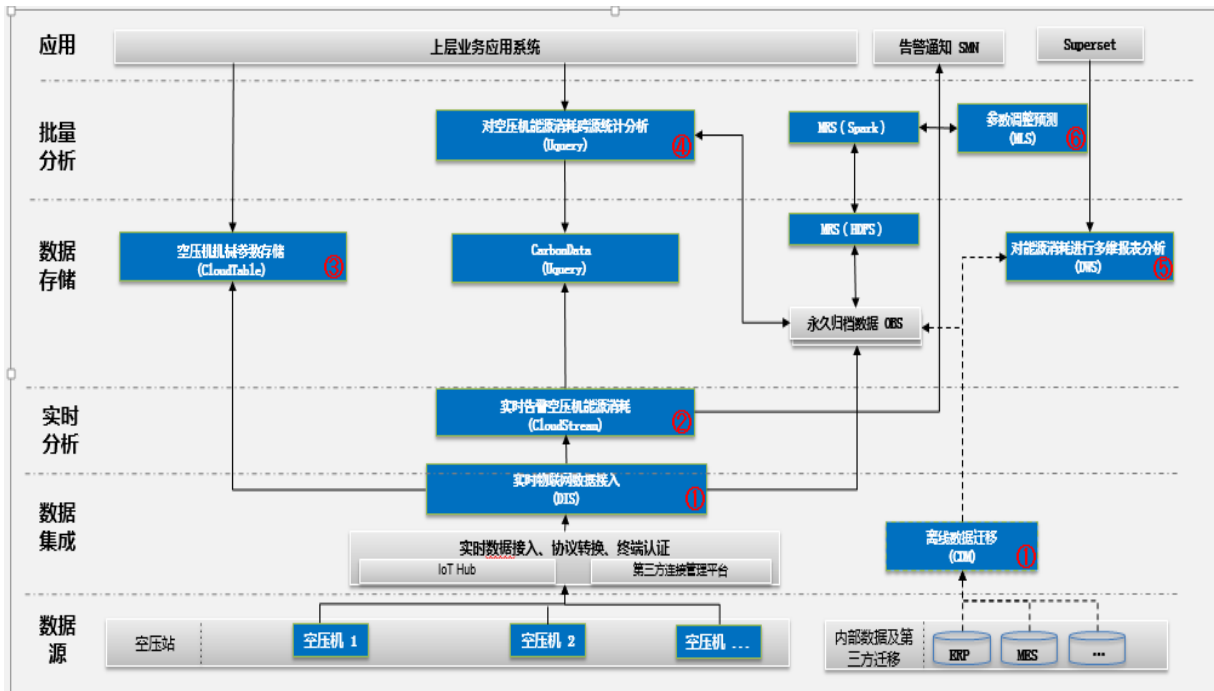 应用
上层业务应用系统
告警通知 SMN
Superset
批量
分析
对空压机能源消耗跨源统计分析
(Uquery)
④
MRS(Spark)
参数调整预测
(MLS)
⑥
数据
存储
空压机机械参数存储
(CloudTable)
③
CarbonData
(Uquery)
MRS(HDFS)
对能源消耗进行多维报表分析
(DWS)
⑤
永久归档数据 OBS
实时
分析
实时告警空压机能源消耗
(CloudStream)
②
数据
集成
实时物联网数据接入
(DIS)
①
离线数据迁移
(CDM)
①
实时数据接入、协议转换、终端认证
IoT Hub
第三方连接管理平台
数据
源
空压站
空压机 1
空压机 2
空压机 ...
内部数据及第
三方迁移
ERP
MES
...